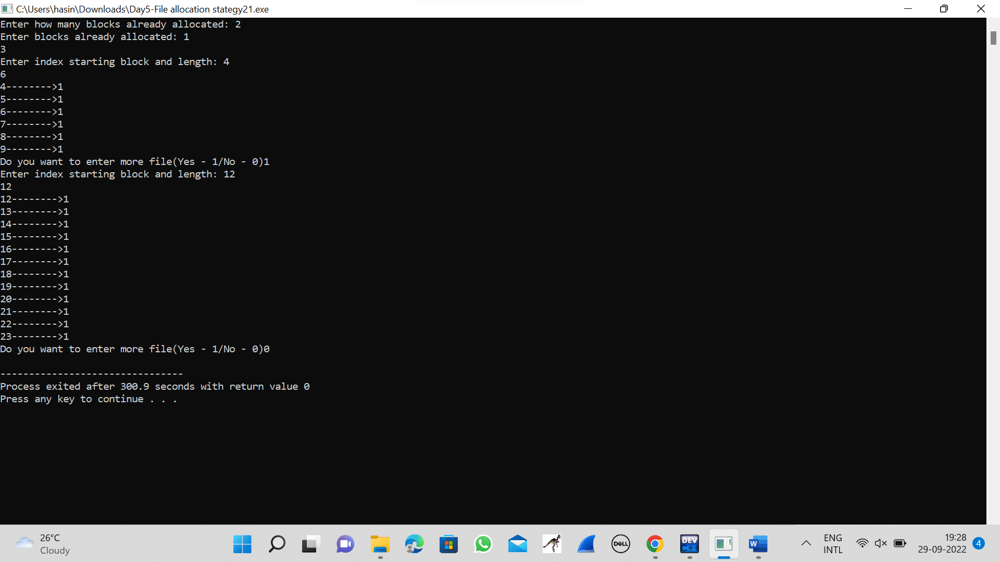 C:\Users\hasin\Downloads\Day5-File allocation stategy21.exe
Enter how many blocks already allocated: 2
Enter blocks already allocated: 1
3
Enter index starting block and length: 4
6
4-------->1
5-------->1
6-------->1
7-------->1
8-------->1
9-------->1
Do you want to enter more file(Yes - 1/No - 0)1
Enter index starting block and length: 12
12
12-------->1
13-------->1
14-------->1
15-------->1
16-------->1
17-------->1
18-------->1
19-------->1
20-------->1
21-------->1
22-------->1
23-------->1
Do you want to enter more file(Yes - 1/No - 0)0
--------------------------------
Process exited after 300.9 seconds with return value 0
Press any key to continue . . .
26°C
Cloudy
DELL
DEV
C++
W
ENG
INTL
19:28
29-09-2022
4